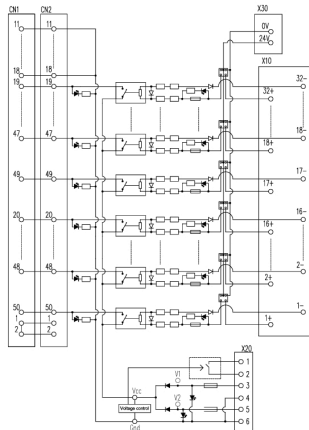 CN1 CN2 X30
11 11 0V
24V
X10
18 18
19 19 32-
32+
47 47 18-
18+
49 49 17-
17+
20 20 16-
16+
48 48 2-
2+
50 50 1-
1 1 1+
2 2
X20
1
V1 2
Vcc 3
V2 4
Voltage control 5
Gnd 6